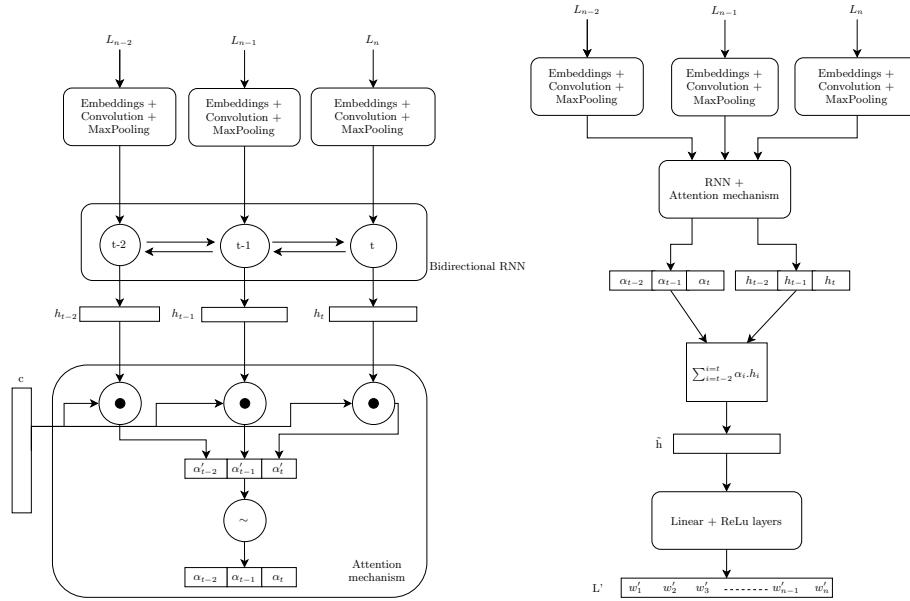 L_{n-2} L_{n-1} L_n
Embeddings + Convolution + MaxPooling
Embeddings + Convolution + MaxPooling
Embeddings + Convolution + MaxPooling
t-2 t-1 t
Bidirectional RNN
h_{t-2} h_{t-1} h_t
c
α'_{t-2} α'_{t-1} α'_t
∼
α_{t-2} α_{t-1} α_t
Attention
mechanism
L_{n-2} L_{n-1} L_n
Embeddings + Convolution + MaxPooling
Embeddings + Convolution + MaxPooling
Embeddings + Convolution + MaxPooling
RNN +
Attention mechanism
α_{t-2} α_{t-1} α_t h_{t-2} h_{t-1} h_t
∑_{i=t-2}^{i=t} α_i.h_i
h̃
Linear + ReLu layers
L' w'_1 w'_2 w'_3 --------- w'_{n-1} w'_n